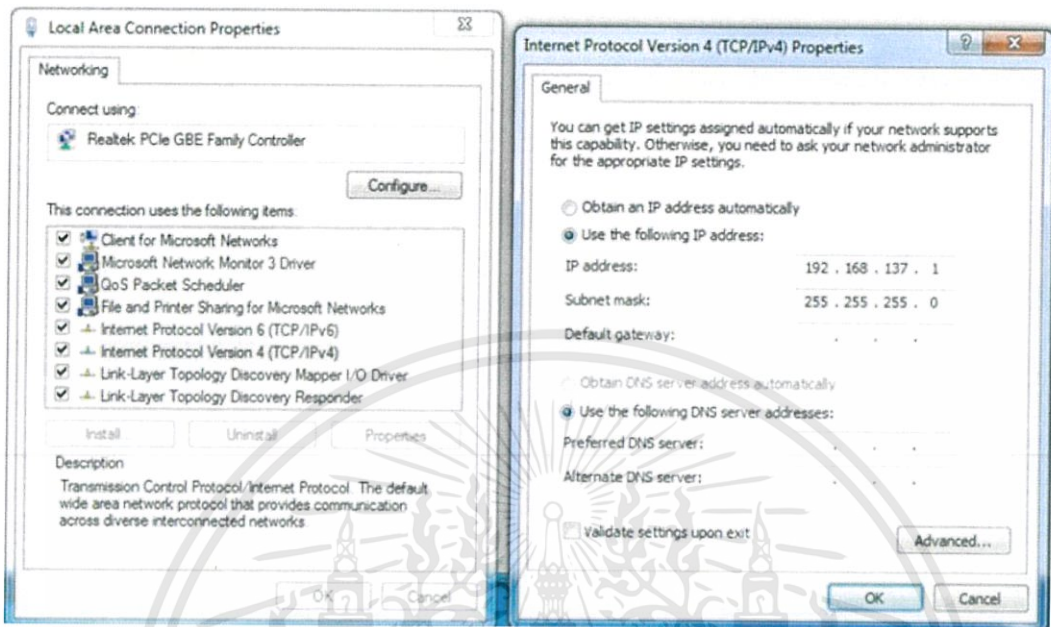 Local Area Connection Properties
Networking
Connect using:
Realtek PCIe GBE Family Controller
Configure...
This connection uses the following items:
Client for Microsoft Networks
Microsoft Network Monitor 3 Driver
QoS Packet Scheduler
File and Printer Sharing for Microsoft Networks
Internet Protocol Version 6 (TCP/IPv6)
Internet Protocol Version 4 (TCP/IPv4)
Link-Layer Topology Discovery Mapper I/O Driver
Link-Layer Topology Discovery Responder
Install...
Uninstall
Properties
Description
Transmission Control Protocol/Internet Protocol. The default
wide area network protocol that provides communication
across diverse interconnected networks.
OK
Cancel
Internet Protocol Version 4 (TCP/IPv4) Properties
General
You can get IP settings assigned automatically if your network supports
this capability. Otherwise, you need to ask your network administrator
for the appropriate IP settings.
Obtain an IP address automatically
Use the following IP address:
IP address: 192 . 168 . 137 . 1
Subnet mask: 255 . 255 . 255 . 0
Default gateway: . . .
Obtain DNS server address automatically
Use the following DNS server addresses:
Preferred DNS server: . . .
Alternate DNS server: . . .
Validate settings upon exit
Advanced...
OK
Cancel